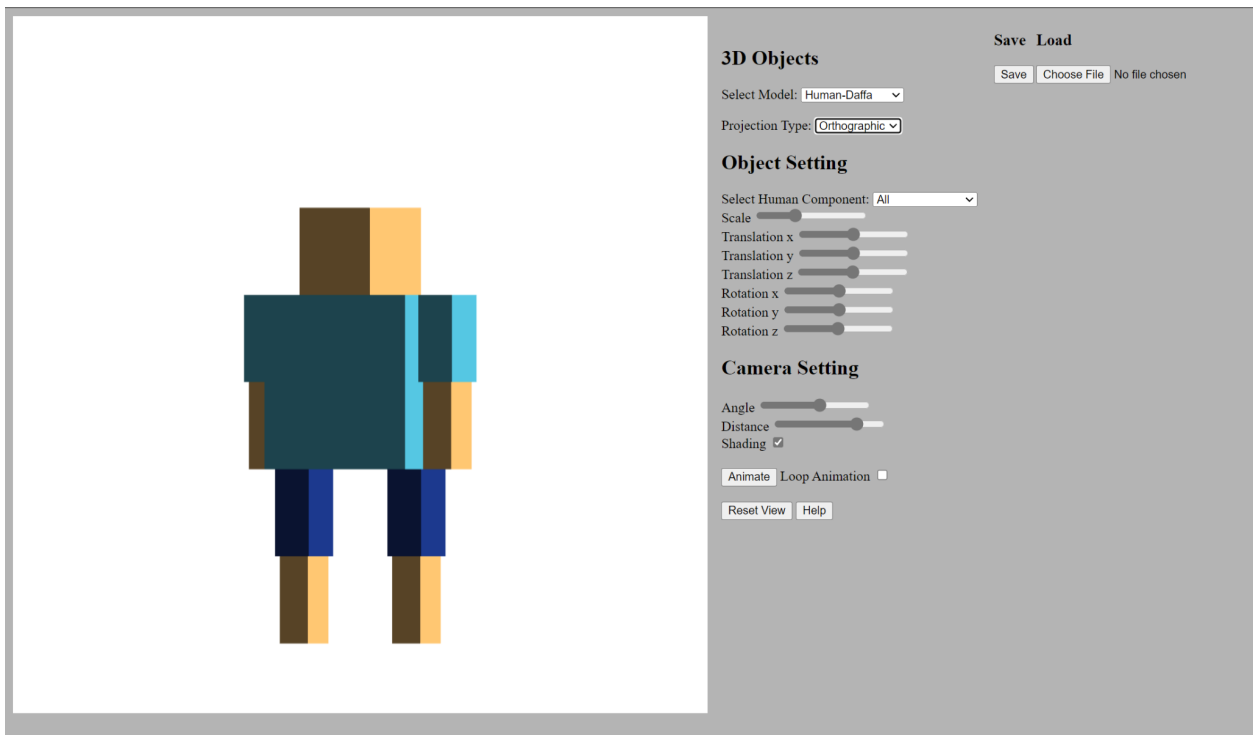 3D Objects
Select Model: Human-Daffa
Projection Type: Orthographic
Object Setting
Select Human Component: All
Scale
Translation x
Translation y
Translation z
Rotation x
Rotation y
Rotation z
Camera Setting
Angle
Distance
Shading
Animate Loop Animation
Reset View Help
Save Load
Save Choose File No file chosen